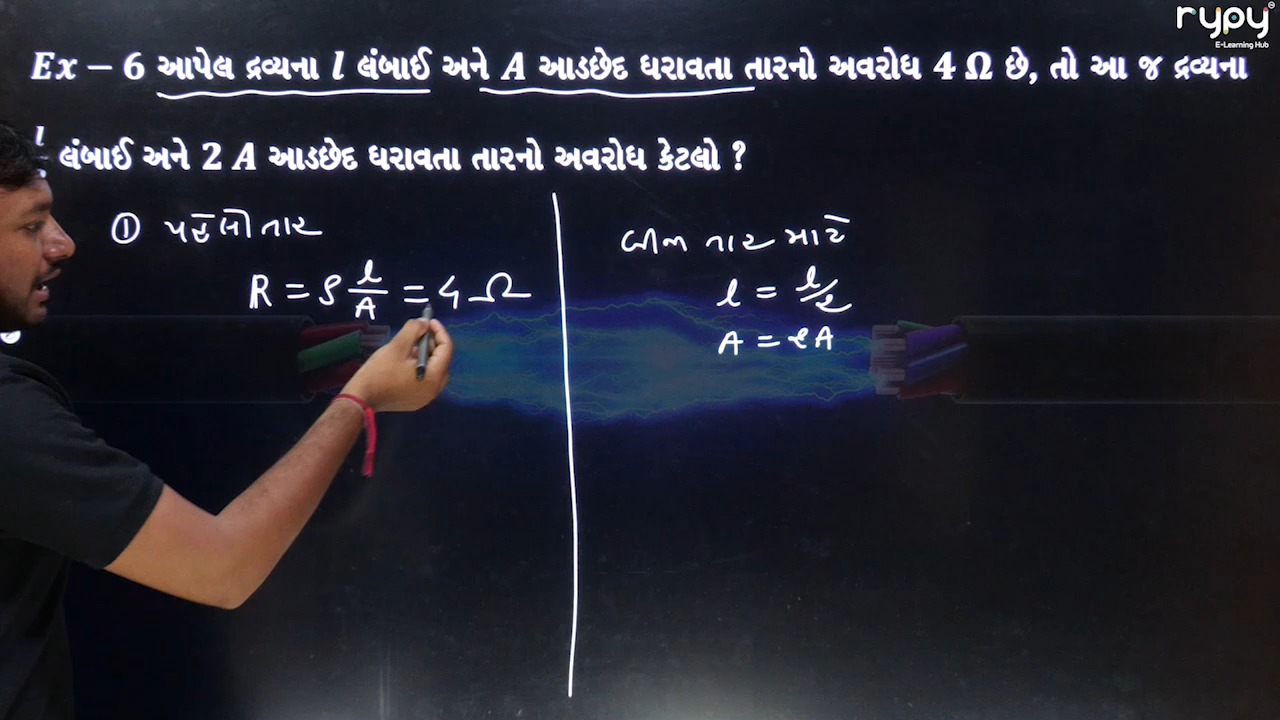 rypy
E-Learning Hub
Ex – 6 આપેલ દ્રવ્યના l લંબાઈ અને A આડછેદ ધરાવતા તારનો અવરોધ 4 Ω છે, તો આ જ દ્રવ્યના
l લંબાઈ અને 2 A આડછેદ ધરાવતા તારનો અવરોધ કેટલો ?
① પહેલો તાર
R = ρ l/A = 4 Ω
બીજા તાર માટે
l = l/2
A = 2A